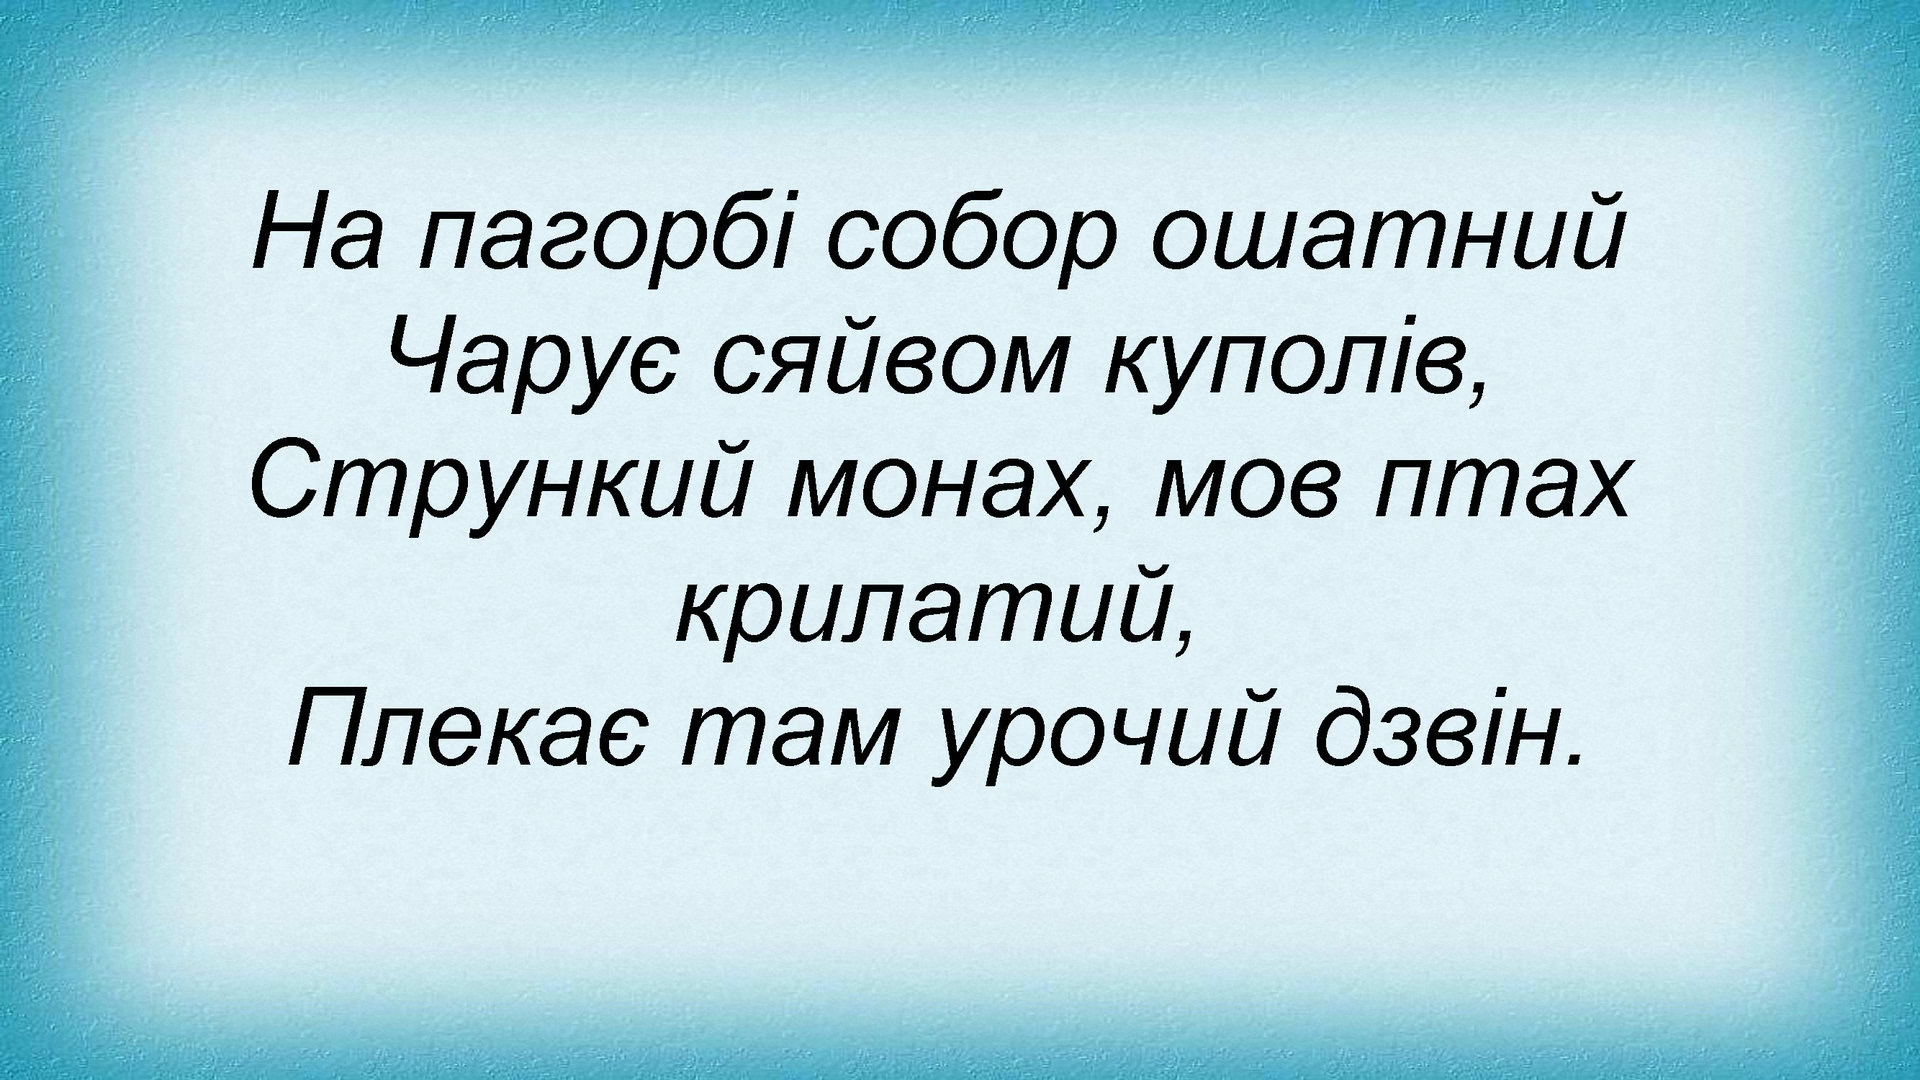 На пагорбі собор ошатний
Чарує сяйвом куполів,
Стрункий монах, мов птах
крилатий,
Плекає там урочий дзвін.